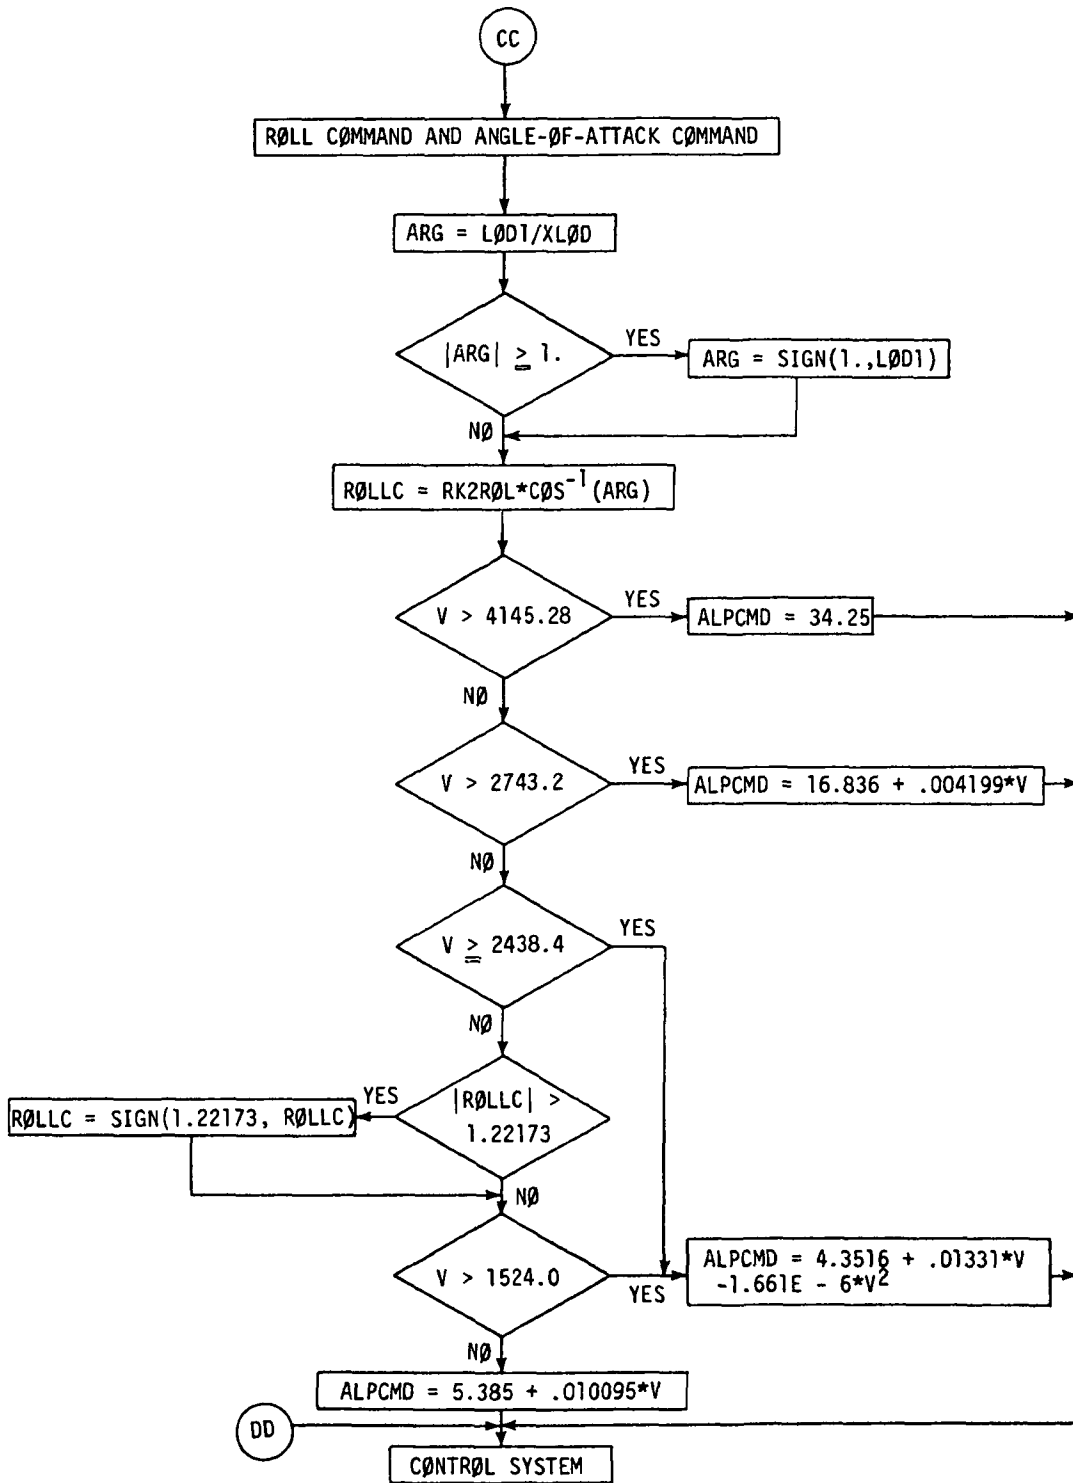 CC
RØLL CØMMAND AND ANGLE-ØF-ATTACK CØMMAND
ARG = LØD1/XLØD
|ARG| ≥ 1.
YES
ARG = SIGN(1.,LØD1)
NØ
RØLLC = RK2RØL*CØS⁻¹(ARG)
V > 4145.28
YES
ALPCMD = 34.25
NØ
V > 2743.2
YES
ALPCMD = 16.836 + .004199*V
NØ
V ≥ 2438.4
YES
NØ
|RØLLC| >
1.22173
YES
RØLLC = SIGN(1.22173, RØLLC)
NØ
V > 1524.0
YES
ALPCMD = 4.3516 + .01331*V
-1.661E - 6*V²
NØ
ALPCMD = 5.385 + .010095*V
DD
CØNTRØL SYSTEM